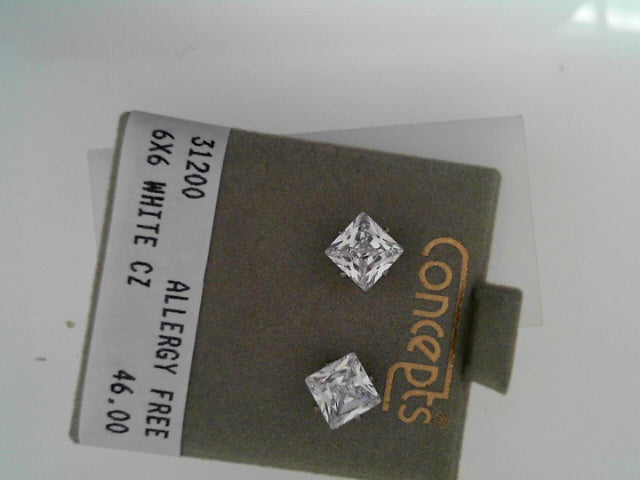 Concepts
31200 ALLERGY FREE
6X6 WHITE CZ 46.00